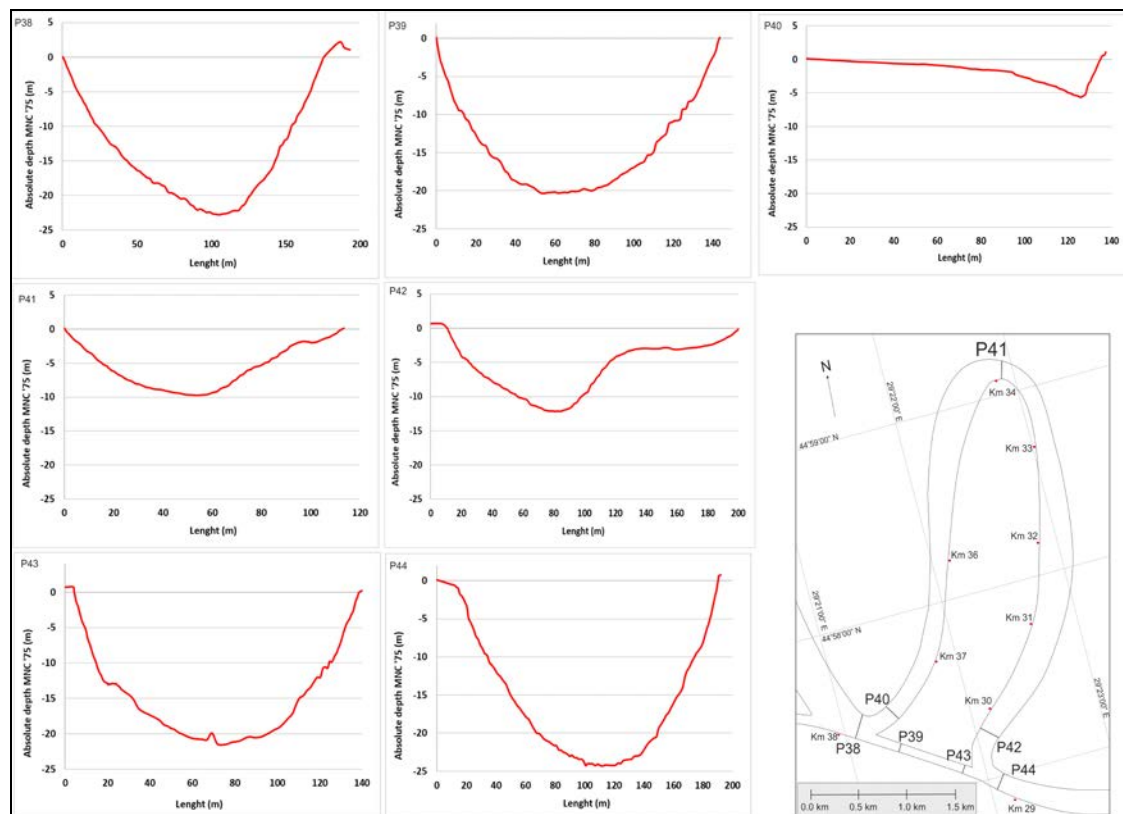 P38
Absolute depth MNC '75 (m)
5
0
-5
-10
-15
-20
-25
0 50 100 150 200
Lenght (m)
P39
Absolute depth MNC '75 (m)
5
0
-5
-10
-15
-20
-25
0 20 40 60 80 100 120 140
Lenght (m)
P40
Absolute depth MNC '75 (m)
5
0
-5
-10
-15
-20
-25
0 20 40 60 80 100 120 140
Lenght (m)
P41
Absolute depth MNC '75 (m)
5
0
-5
-10
-15
-20
-25
0 20 40 60 80 100 120
Lenght (m)
P42
Absolute depth MNC '75 (m)
5
0
-5
-10
-15
-20
-25
0 20 40 60 80 100 120 140 160 180 200
Lenght (m)
P43
Absolute depth MNC '75 (m)
5
0
-5
-10
-15
-20
-25
0 20 40 60 80 100 120 140
Lenght (m)
P44
Absolute depth MNC '75 (m)
5
0
-5
-10
-15
-20
-25
0 20 40 60 80 100 120 140 160 180 200
Lenght (m)
P41
N
29°22'00" E
Km 34
44°59'00" N
Km 33
Km 32
Km 36
29°21'00" E
Km 31
44°58'00" N
Km 37
29°23'00" E
P40
Km 30
Km 38
P38
P39
P43
P42
P44
Km 29
0.0 km 0.5 km 1.0 km 1.5 km